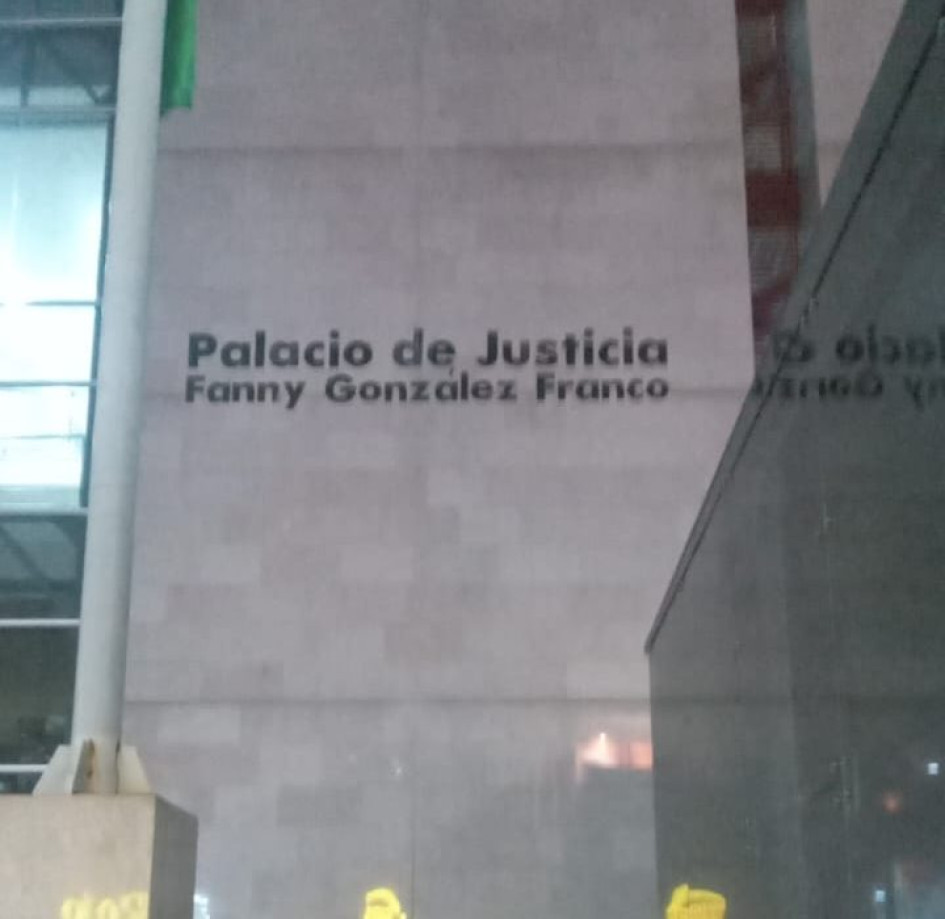 Palacio de Justicia
Fanny González Franco